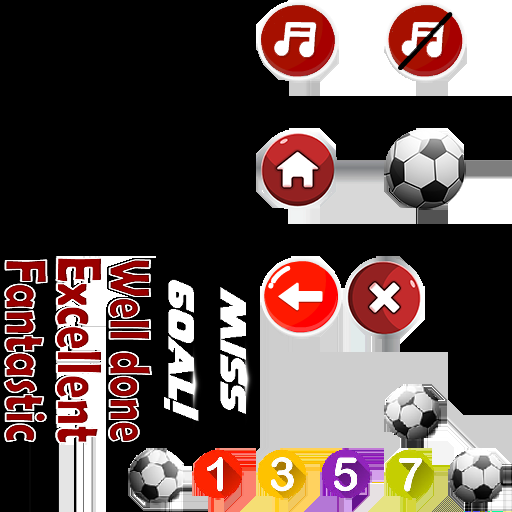 Well done
Excellent
Fantastic
GOAL!
MISS
1 3 5 7